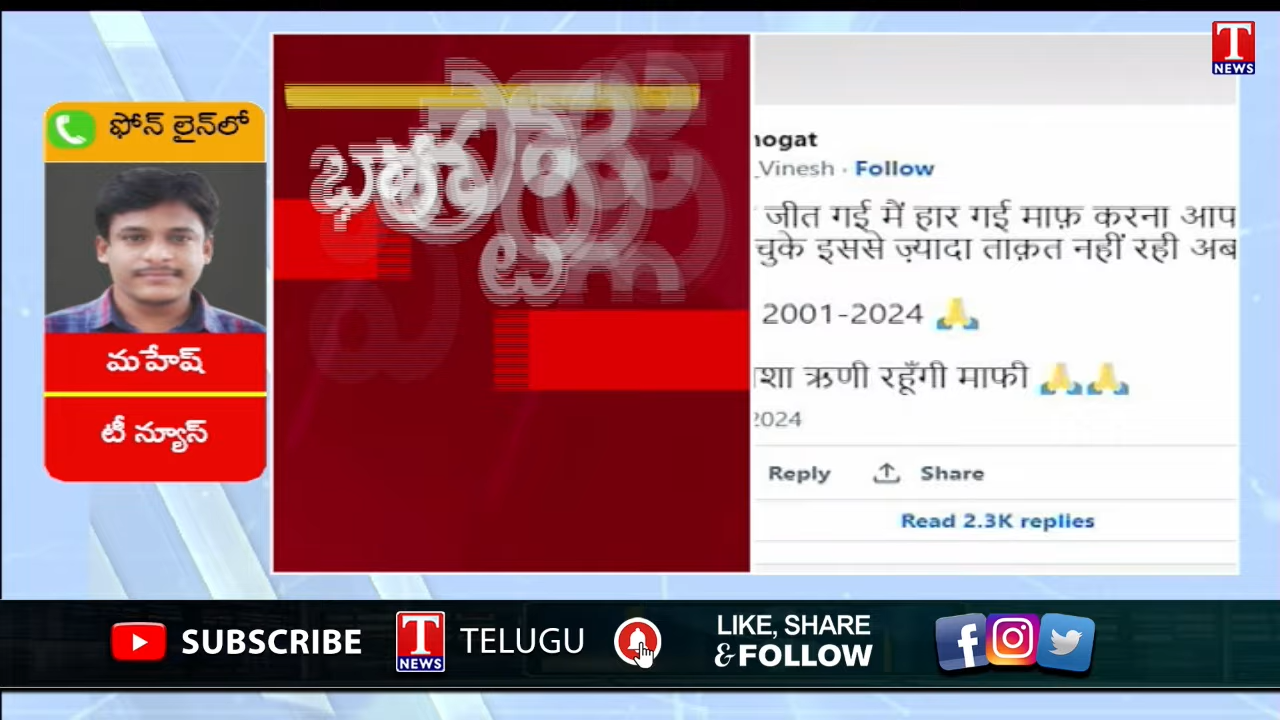 T
NEWS
ఫోన్ లైన్‌లో
మహేష్
టీ న్యూస్
hogat
_Vinesh · Follow
जीत गई मैं हार गई माफ़ करना आप
चुके इससे ज़्यादा ताक़त नहीं रही अब
2001-2024 🙏
ऋणी रहूँगी माफी 🙏🙏
2024
Reply Share
Read 2.3K replies
SUBSCRIBE
T
NEWS
TELUGU
LIKE, SHARE
& FOLLOW